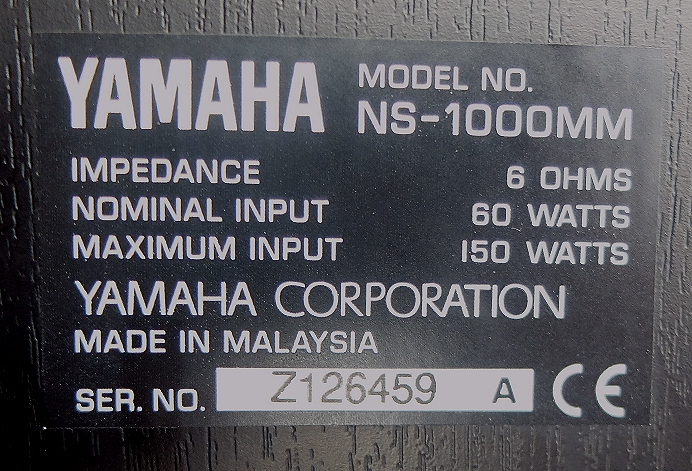 YAMAHA MODEL NO.
NS-1000MM
IMPEDANCE 6 OHMS
NOMINAL INPUT 60 WATTS
MAXIMUM INPUT 150 WATTS
YAMAHA CORPORATION
MADE IN MALAYSIA
SER. NO. Z126459 A CE